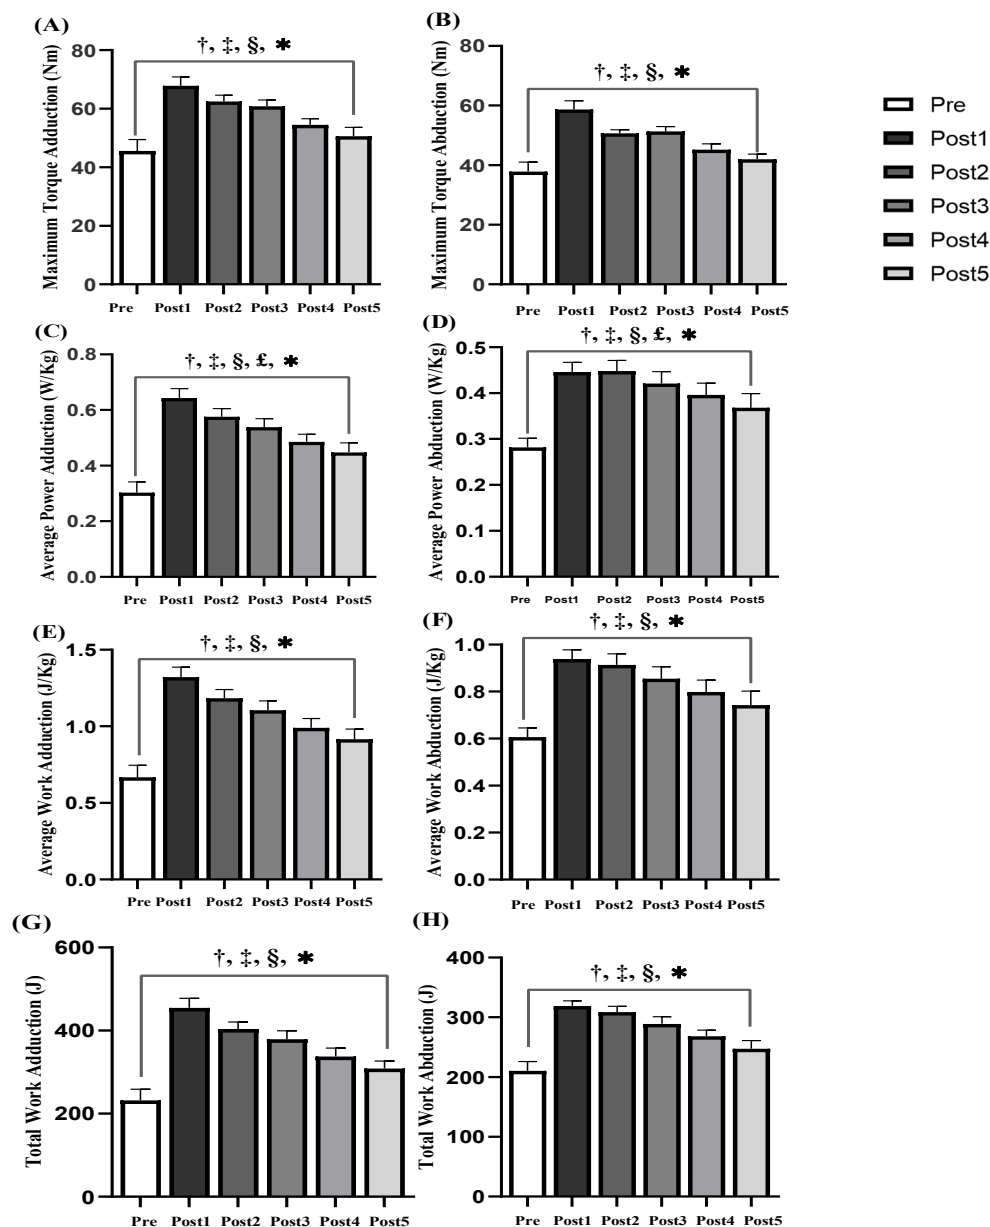 (A)
†, ‡, §, *
Maximum Torque Adduction (Nm)
80
60
40
20
0
Pre Post1 Post2 Post3 Post4 Post5
(B)
†, ‡, §, *
Maximum Torque Abduction (Nm)
80
60
40
20
0
Pre Post1 Post2 Post3 Post4 Post5
Pre
Post1
Post2
Post3
Post4
Post5
(C)
†, ‡, §, £, *
Average Power Adduction (W/Kg)
0.8
0.6
0.4
0.2
0.0
Pre Post1 Post2 Post3 Post4 Post5
(D)
†, ‡, §, £, *
Average Power Abduction (W/Kg)
0.5
0.4
0.3
0.2
0.1
0.0
Pre Post1 Post2 Post3 Post4 Post5
(E)
†, ‡, §, *
Average Work Adduction (J/Kg)
1.5
1.0
0.5
0.0
Pre Post1 Post2 Post3 Post4 Post5
(F)
†, ‡, §, *
Average Work Abduction (J/Kg)
1.0
0.8
0.6
0.4
0.2
0.0
Pre Post1 Post2 Post3 Post4 Post5
(G)
†, ‡, §, *
Total Work Adduction (J)
600
400
200
0
Pre Post1 Post2 Post3 Post4 Post5
(H)
†, ‡, §, *
Total Work Abduction (J)
400
300
200
100
0
Pre Post1 Post2 Post3 Post4 Post5